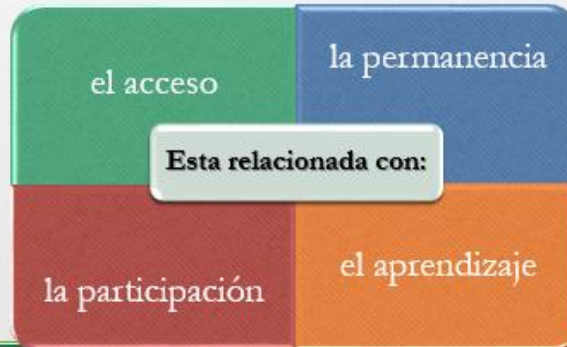 el acceso
la permanencia
Esta relacionada con:
la participación
el aprendizaje